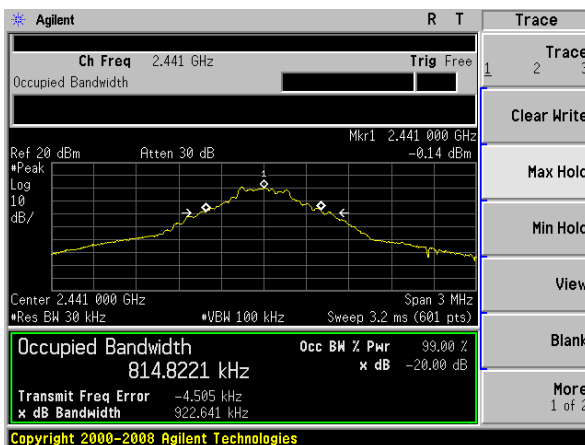 Agilent R T Trace
Ch Freq 2.441 GHz Trig Free
Occupied Bandwidth
Trace
1 2 3
Clear Write
Max Hold
Min Hold
View
Blank
More
1 of 2
Mkr1 2.441 000 GHz
Ref 20 dBm Atten 30 dB -0.14 dBm
#Peak
Log
10
dB/
1
Center 2.441 000 GHz Span 3 MHz
#Res BW 30 kHz #VBW 100 kHz Sweep 3.2 ms (601 pts)
Occupied Bandwidth Occ BW % Pwr 99.00 %
814.8221 kHz x dB -20.00 dB
Transmit Freq Error -4.505 kHz
x dB Bandwidth 922.641 kHz
Copyright 2000-2008 Agilent Technologies